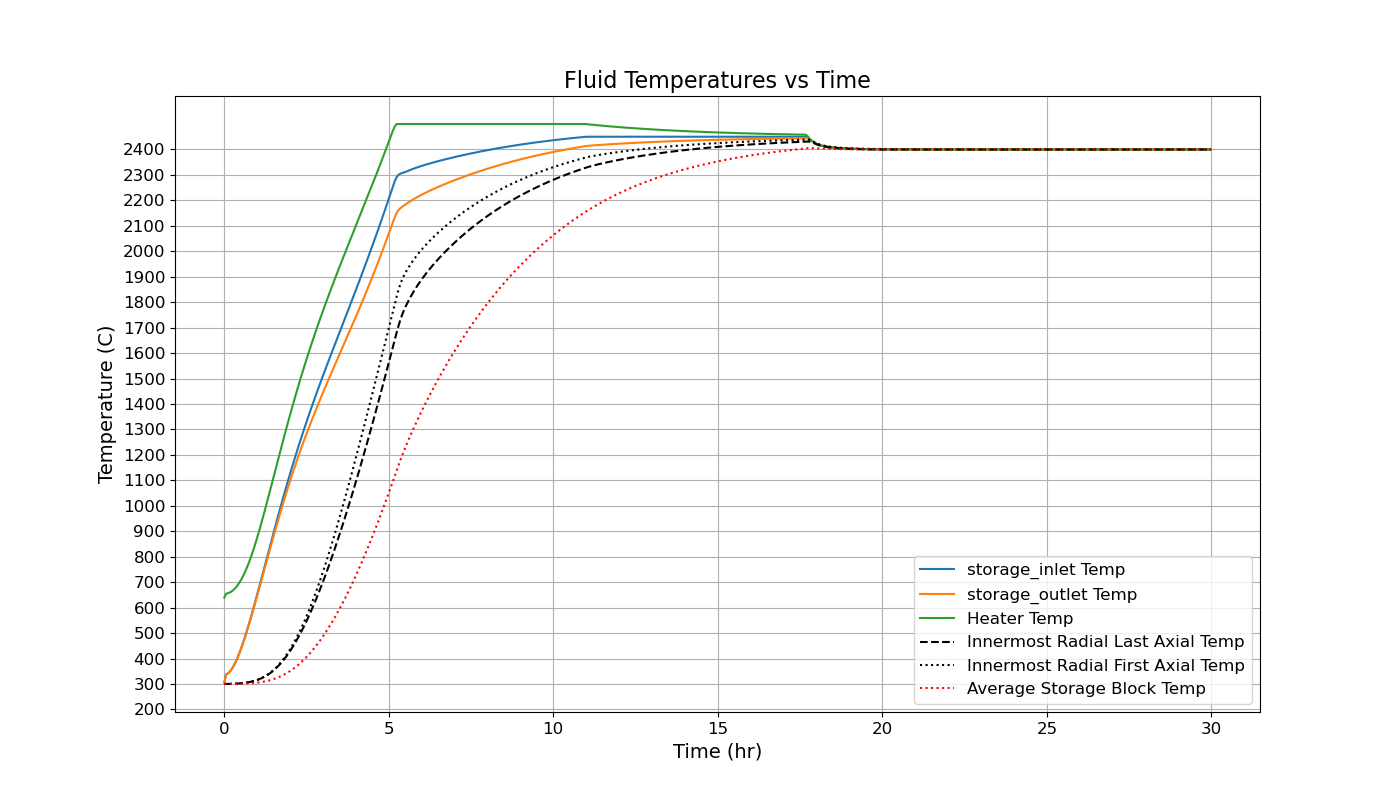 Fluid Temperatures vs Time
Temperature (C)
2400
2300
2200
2100
2000
1900
1800
1700
1600
1500
1400
1300
1200
1100
1000
900
800
700
600
500
400
300
200
storage_inlet Temp
storage_outlet Temp
Heater Temp
Innermost Radial Last Axial Temp
Innermost Radial First Axial Temp
Average Storage Block Temp
0 5 10 15 20 25 30
Time (hr)